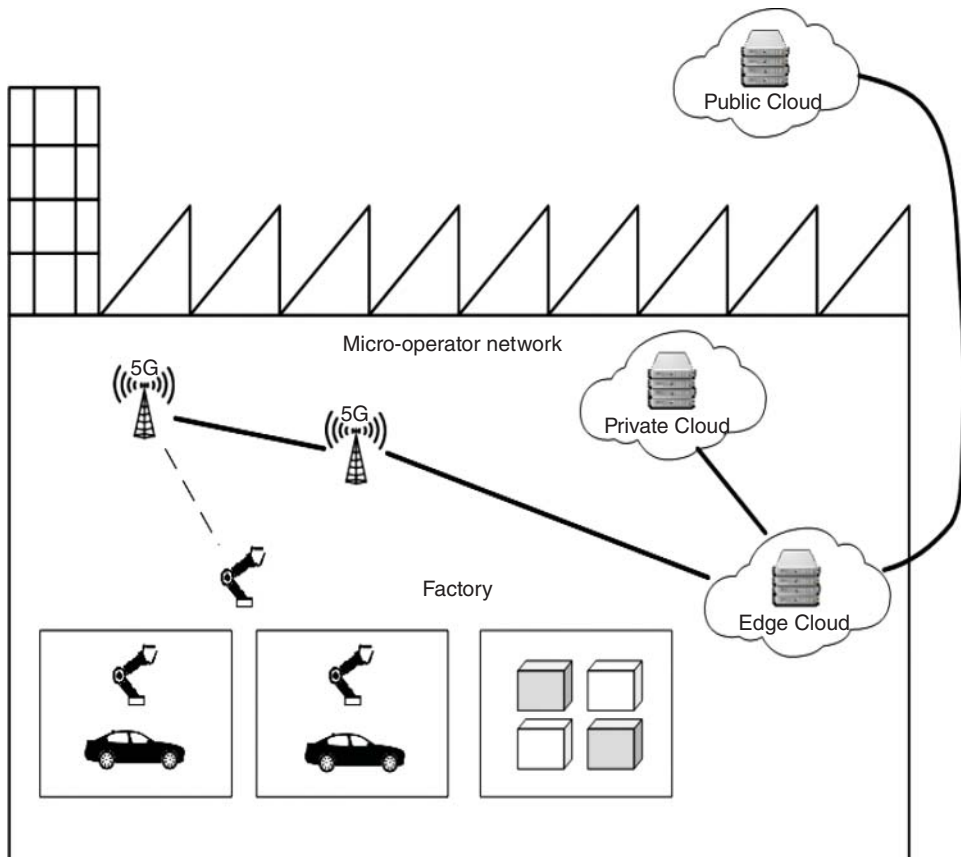 Public Cloud
Micro-operator network
5G
5G
Private Cloud
Factory
Edge Cloud